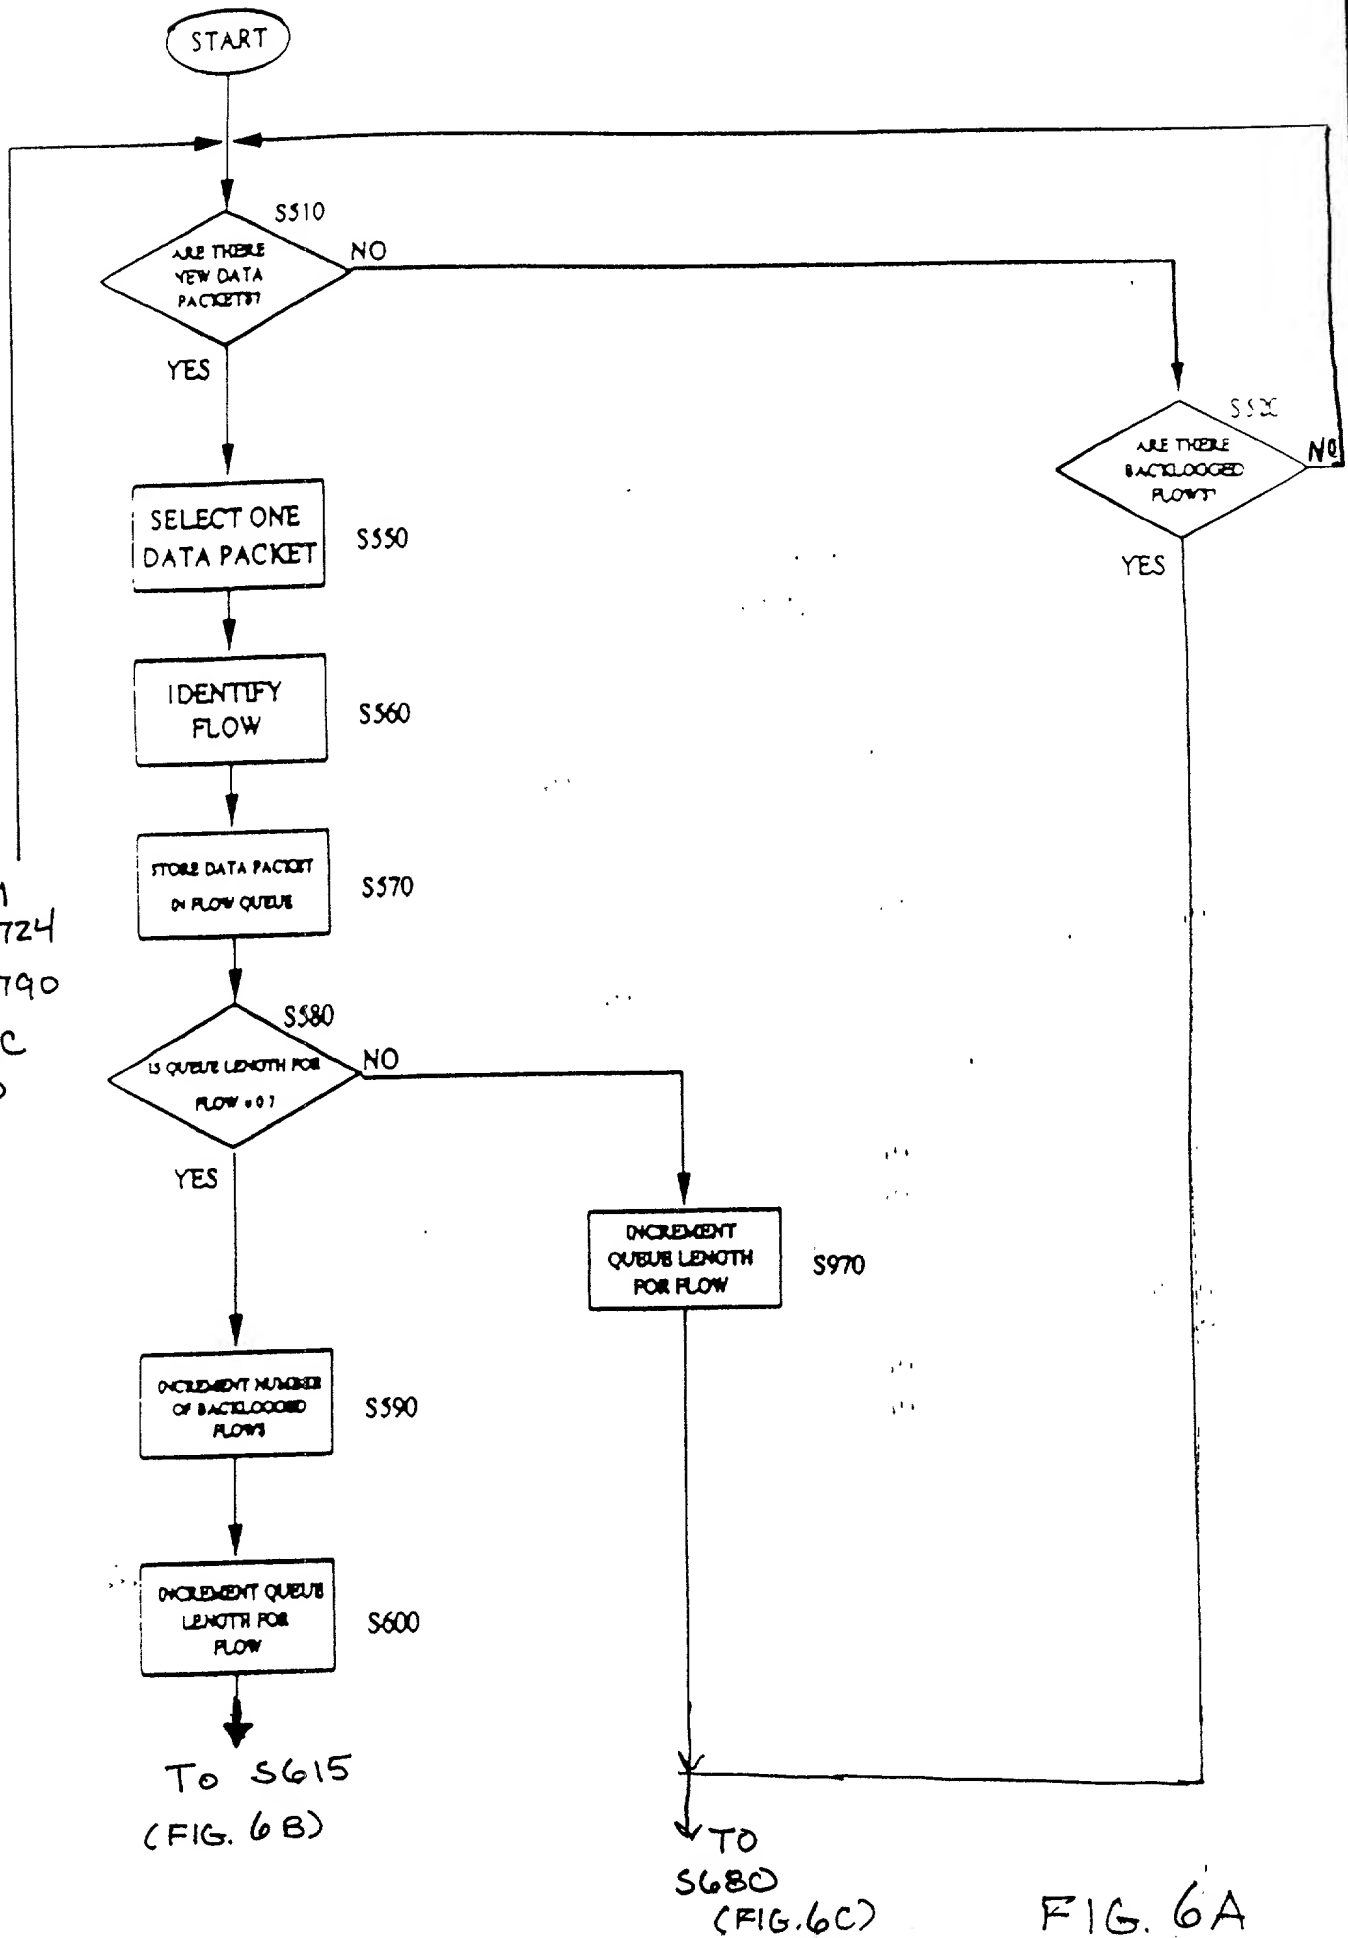 START
S510
ARE THERE
NEW DATA
PACKETS?
NO
YES
S520
ARE THERE
BACKLOGGED
FLOWS?
NO
YES
SELECT ONE
DATA PACKET
S550
IDENTIFY
FLOW
S560
STORE DATA PACKET
IN FLOW QUEUE
S570
724
790
C
S580
IS QUEUE LENGTH FOR
FLOW = 0 ?
NO
YES
INCREMENT
QUEUE LENGTH
FOR FLOW
S970
INCREMENT NUMBER
OF BACKLOGGED
FLOWS
S590
INCREMENT QUEUE
LENGTH FOR
FLOW
S600
TO S615
(FIG. 6B)
TO
S680
(FIG. 6C)
FIG. 6A